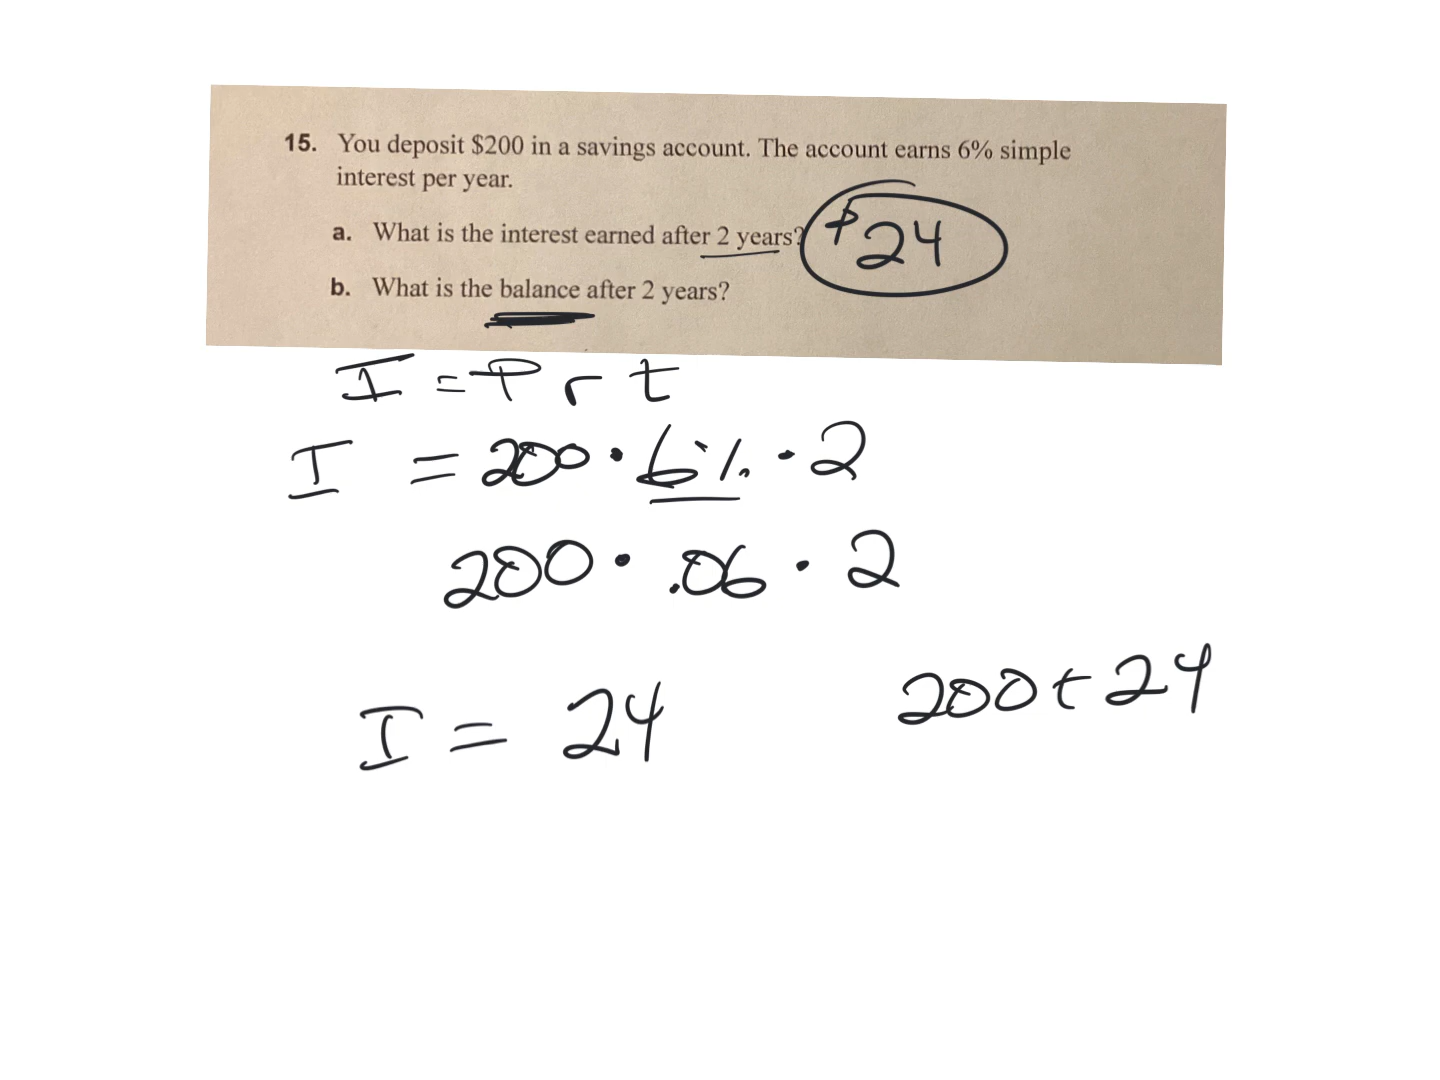 15. You deposit $200 in a savings account. The account earns 6% simple
interest per year.
a. What is the interest earned after 2 years? $24
b. What is the balance after 2 years?
I = P r t
I = 200 · 6% · 2
200 · .06 · 2
I = 24
200 + 24